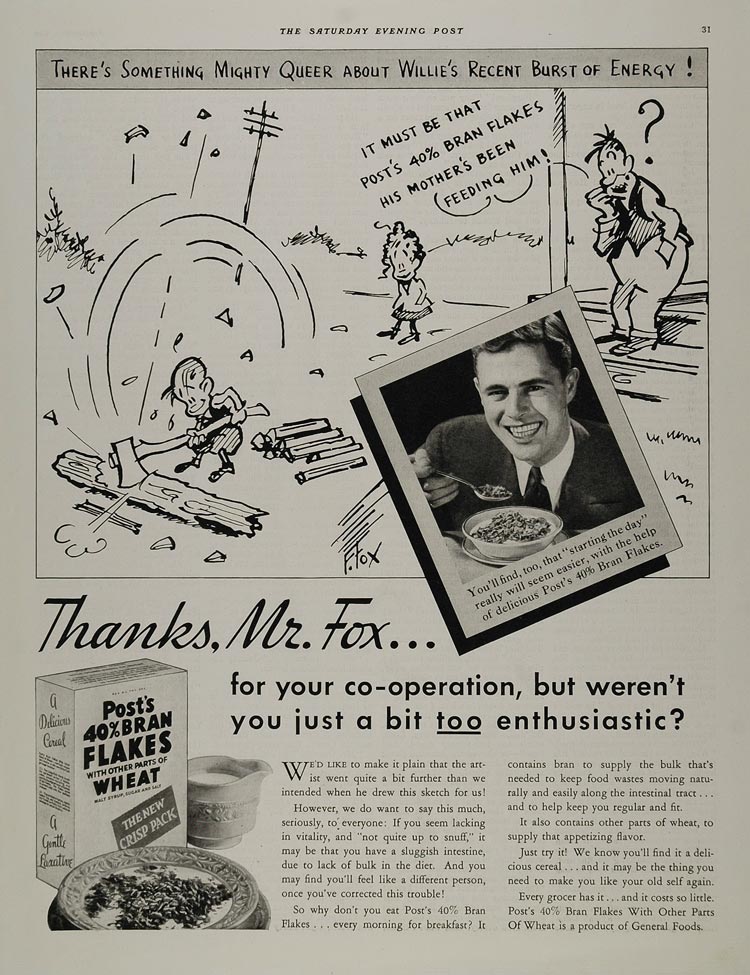 THE SATURDAY EVENING POST
31
THERE'S SOMETHING MIGHTY QUEER ABOUT WILLIE'S RECENT BURST OF ENERGY!
IT MUST BE THAT
POST'S 40% BRAN FLAKES
HIS MOTHER'S BEEN
FEEDING HIM!
?
F. FOX
You'll find, too, that "starting the day"
really will seem easier, with the help
of delicious Post's 40% Bran Flakes.
Thanks, Mr. Fox...
for your co-operation, but weren't
you just a bit too enthusiastic?
A
Delicious
Cereal
A
Gentle
Laxative
Post's
40% BRAN
FLAKES
WITH OTHER PARTS OF
WHEAT
MALT SYRUP, SUGAR AND SALT
THE NEW
CRISP PACK
WE'D LIKE to make it plain that the art-
ist went quite a bit further than we
intended when he drew this sketch for us!
However, we do want to say this much,
seriously, to everyone: If you seem lacking
in vitality, and "not quite up to snuff," it
may be that you have a sluggish intestine,
due to lack of bulk in the diet. And you
may find you'll feel like a different person,
once you've corrected this trouble!
So why don't you eat Post's 40% Bran
Flakes . . . every morning for breakfast? It
contains bran to supply the bulk that's
needed to keep food wastes moving natu-
rally and easily along the intestinal tract . . .
and to help keep you regular and fit.
It also contains other parts of wheat, to
supply that appetizing flavor.
Just try it! We know you'll find it a deli-
cious cereal . . . and it may be the thing you
need to make you like your old self again.
Every grocer has it . . . and it costs so little.
Post's 40% Bran Flakes With Other Parts
Of Wheat is a product of General Foods.